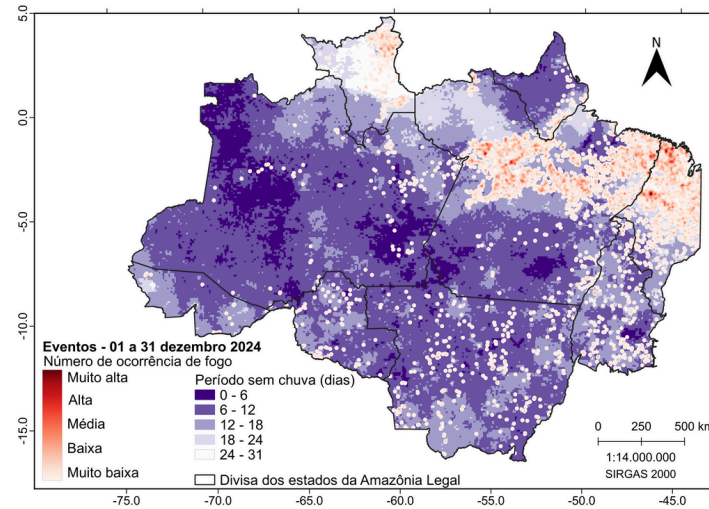 5.0
0.0
-5.0
-10.0
-15.0
N
Eventos - 01 a 31 dezembro 2024
Número de ocorrência de fogo
Muito alta
Alta
Média
Baixa
Muito baixa
Período sem chuva (dias)
0 - 6
6 - 12
12 - 18
18 - 24
24 - 31
Divisa dos estados da Amazônia Legal
0 250 500 km
1:14.000.000
SIRGAS 2000
-75.0 -70.0 -65.0 -60.0 -55.0 -50.0 -45.0